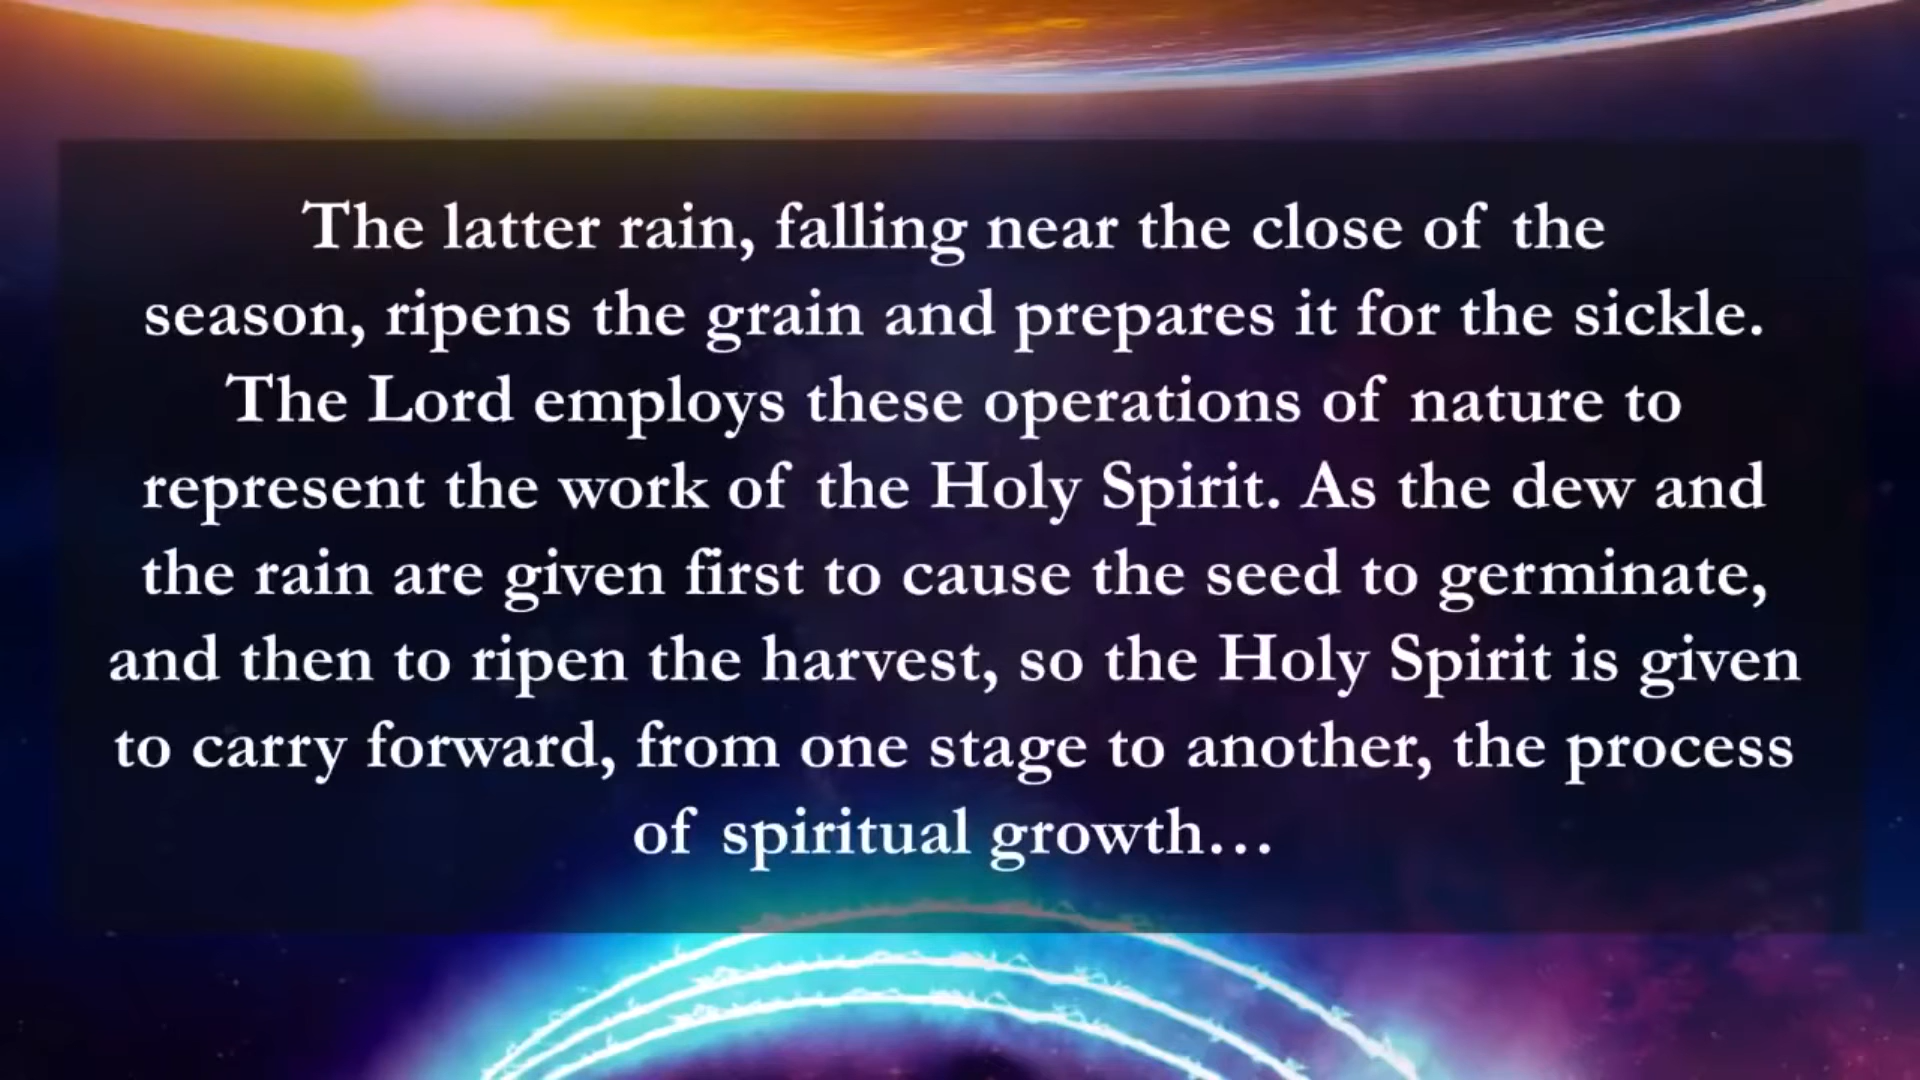 The latter rain, falling near the close of the
season, ripens the grain and prepares it for the sickle.
The Lord employs these operations of nature to
represent the work of the Holy Spirit. As the dew and
the rain are given first to cause the seed to germinate,
and then to ripen the harvest, so the Holy Spirit is given
to carry forward, from one stage to another, the process
of spiritual growth…